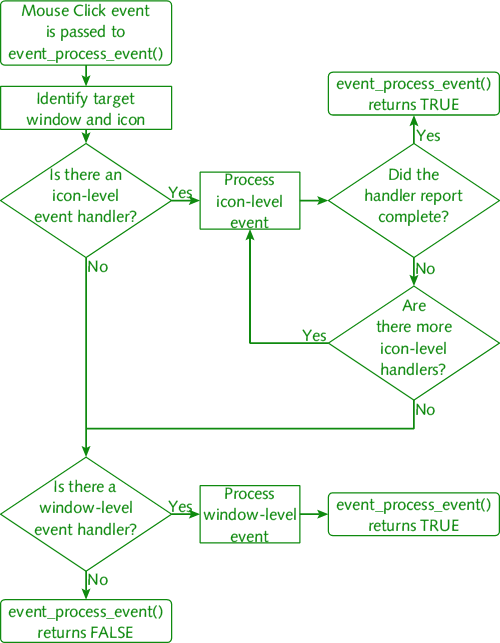 Mouse Click event
is passed to
event_process_event()
Identify target
window and icon
Is there an
icon-level
event handler?
Yes
Process
icon-level
event
Did the
handler report
complete?
Yes
event_process_event()
returns TRUE
No
Are
there more
icon-level
handlers?
Yes
No
No
Is there a
window-level
event handler?
Yes
Process
window-level
event
event_process_event()
returns TRUE
No
event_process_event()
returns FALSE